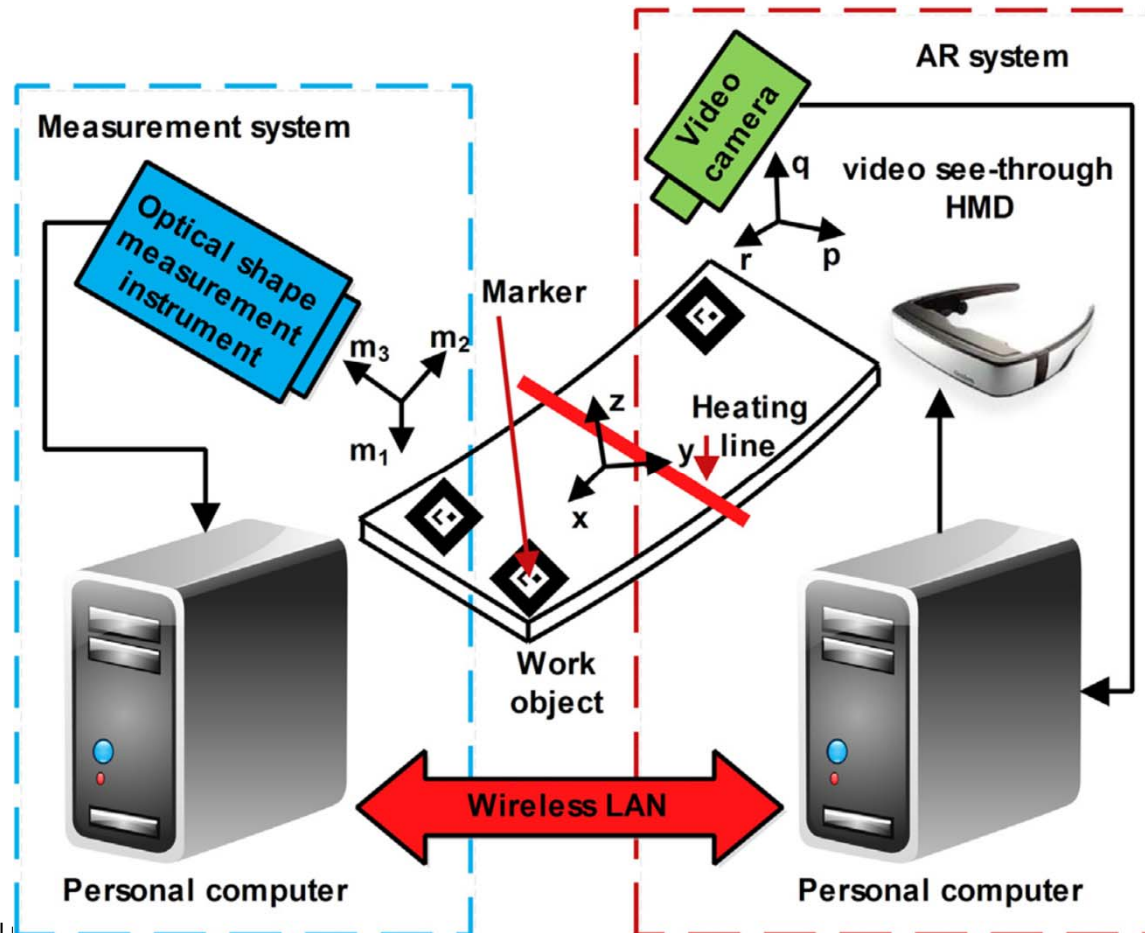 AR system
Measurement system
Video
camera
video see-through
HMD
Optical shape
measurement
instrument
q
r
p
Marker
m3
m2
m1
z
y
x
Heating
line
Work
object
Wireless LAN
Personal computer
Personal computer